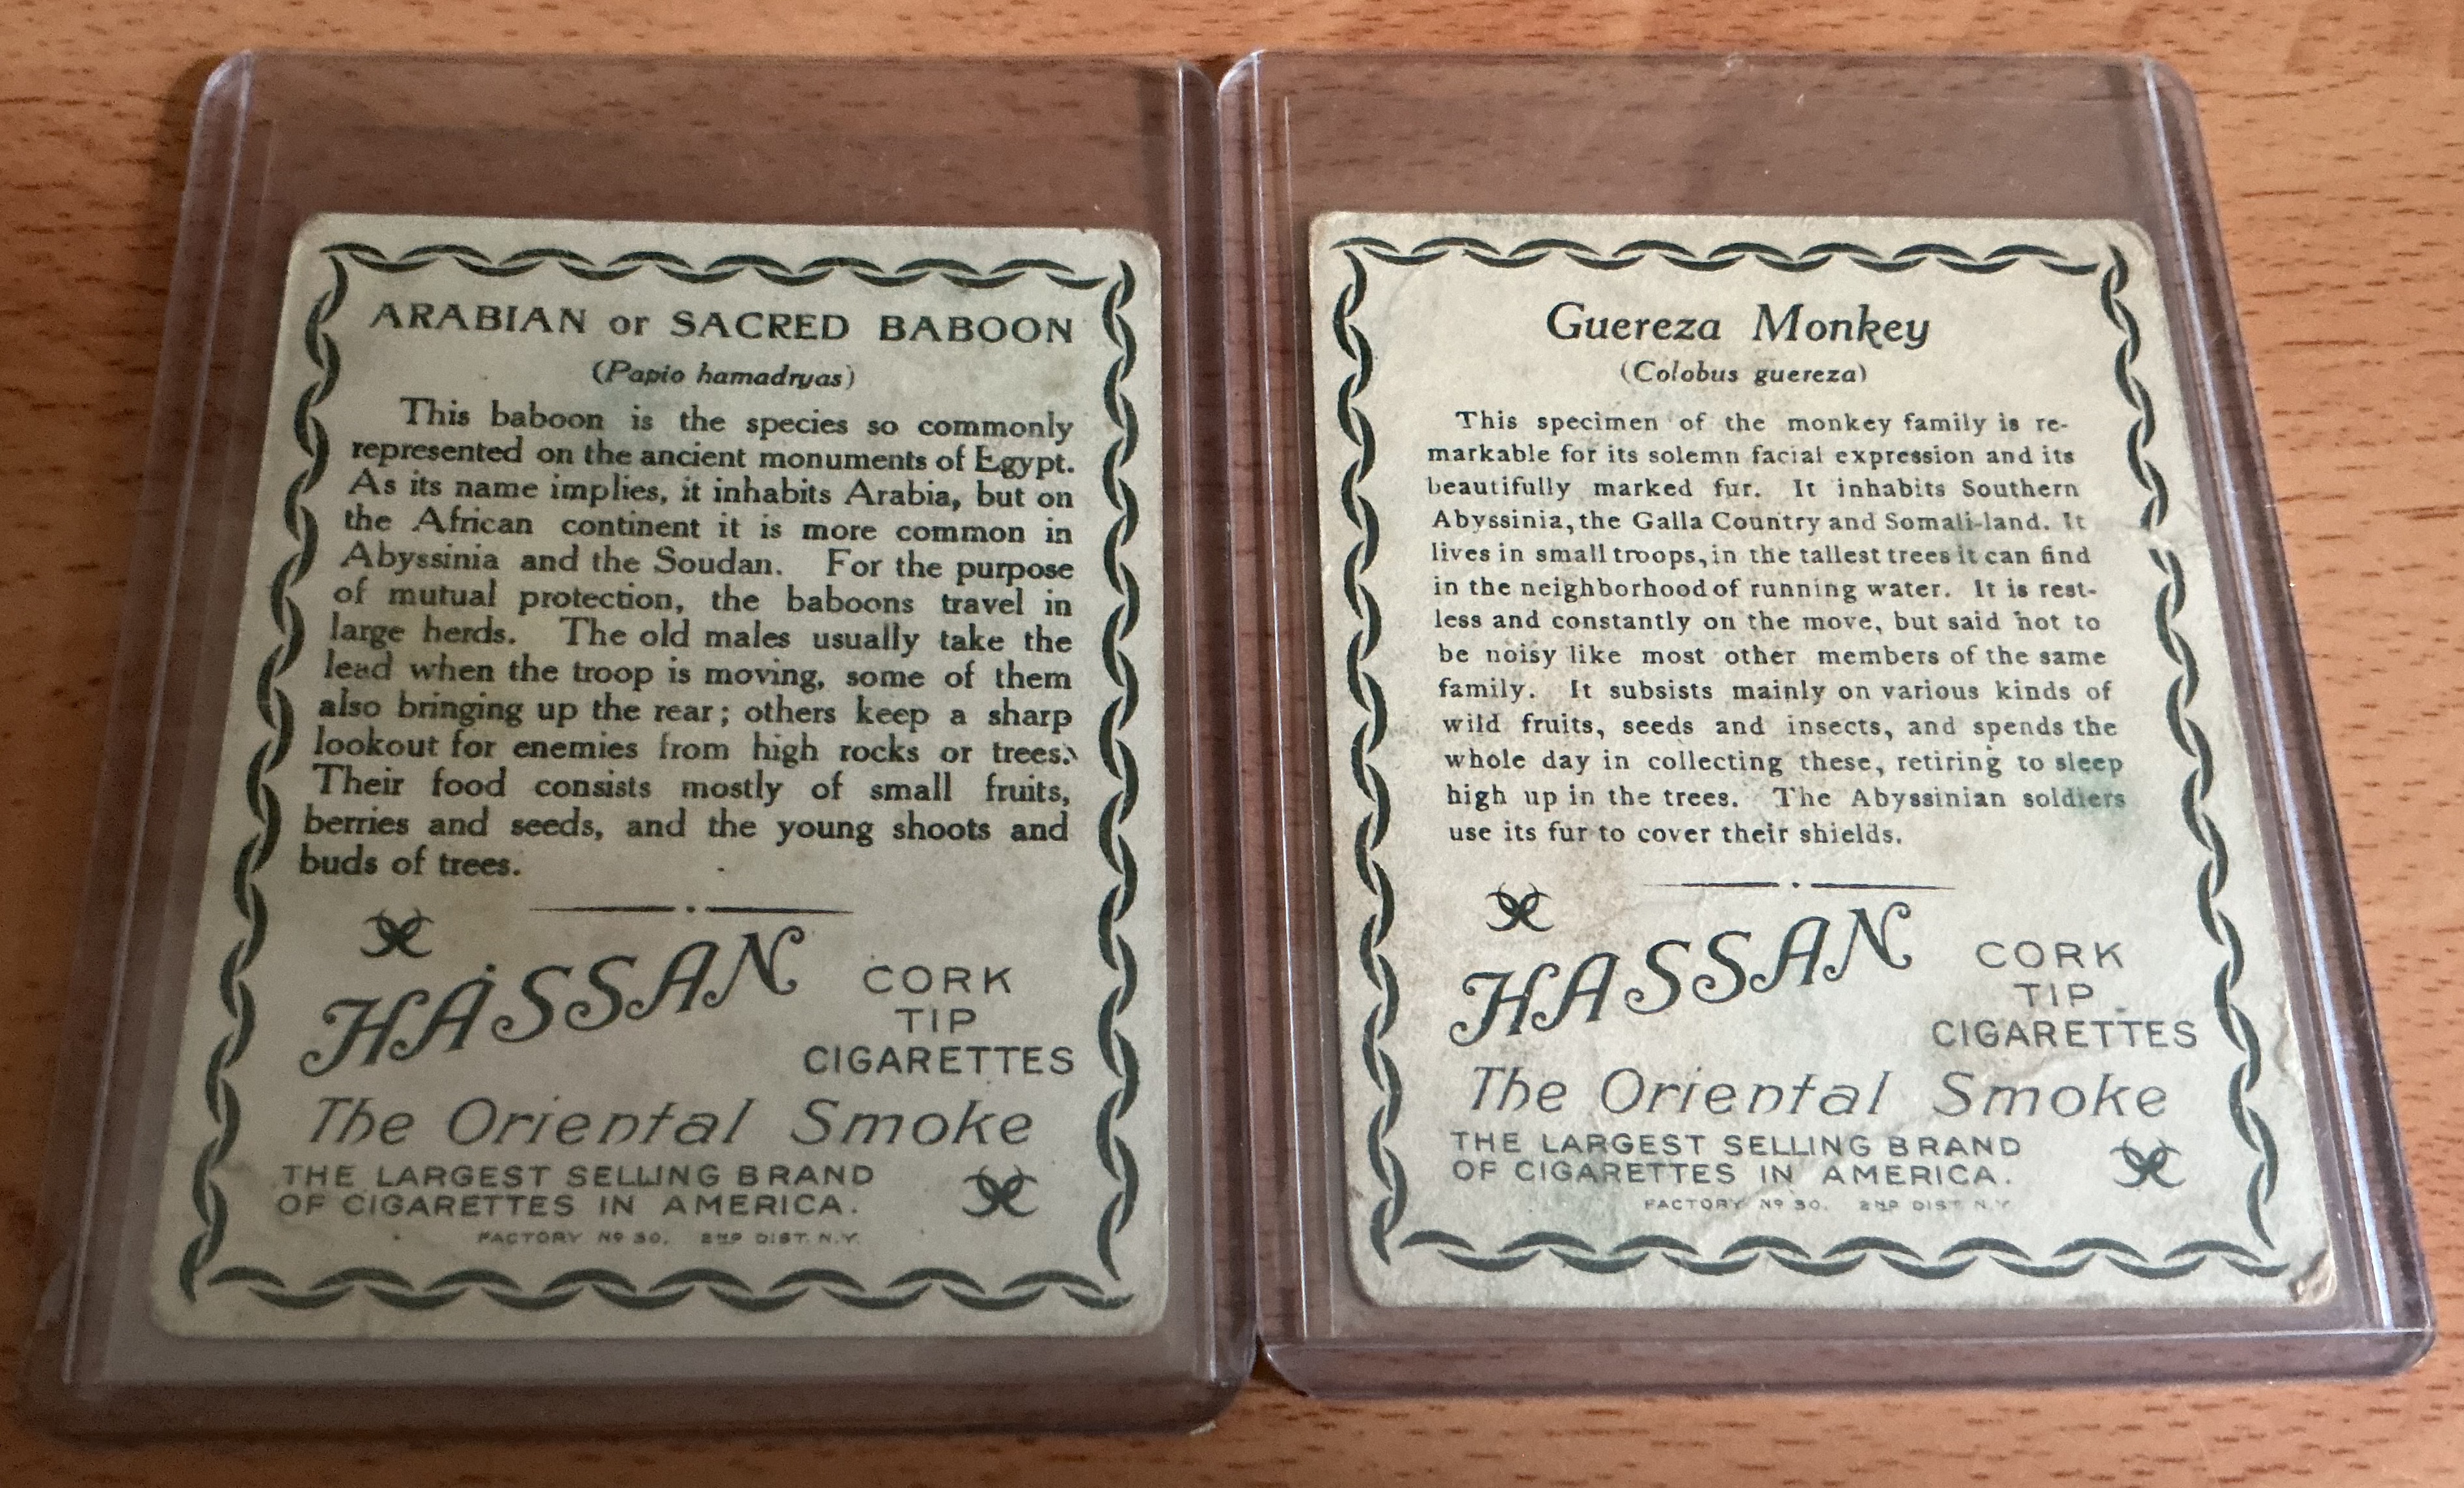 ARABIAN or SACRED BABOON
(Papio hamadryas)
This baboon is the species so commonly
represented on the ancient monuments of Egypt.
As its name implies, it inhabits Arabia, but on
the African continent it is more common in
Abyssinia and the Soudan. For the purpose
of mutual protection, the baboons travel in
large herds. The old males usually take the
lead when the troop is moving, some of them
also bringing up the rear; others keep a sharp
lookout for enemies from high rocks or trees.
Their food consists mostly of small fruits,
berries and seeds, and the young shoots and
buds of trees.
HASSAN
CORK
TIP
CIGARETTES
The Oriental Smoke
THE LARGEST SELLING BRAND
OF CIGARETTES IN AMERICA.
FACTORY Nº 30. 2ND DIST. N.Y.
Guereza Monkey
(Colobus guereza)
This specimen of the monkey family is re-
markable for its solemn facial expression and its
beautifully marked fur. It inhabits Southern
Abyssinia, the Galla Country and Somali-land. It
lives in small troops, in the tallest trees it can find
in the neighborhood of running water. It is rest-
less and constantly on the move, but said not to
be noisy like most other members of the same
family. It subsists mainly on various kinds of
wild fruits, seeds and insects, and spends the
whole day in collecting these, retiring to sleep
high up in the trees. The Abyssinian soldiers
use its fur to cover their shields.
HASSAN
CORK
TIP
CIGARETTES
The Oriental Smoke
THE LARGEST SELLING BRAND
OF CIGARETTES IN AMERICA.
FACTORY Nº 30. 2ND DIST. N.Y.